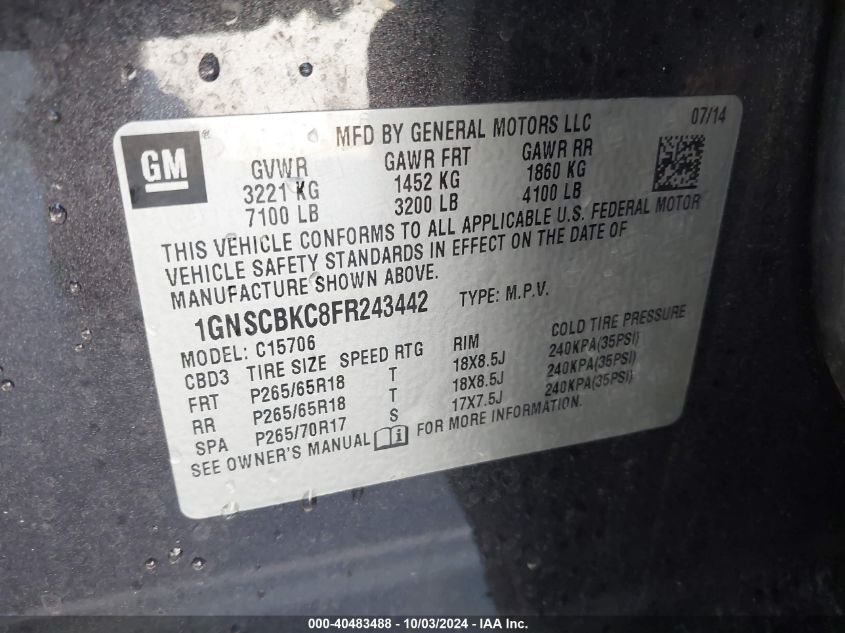 GM®
MFD BY GENERAL MOTORS LLC
07/14
GVWR GAWR FRT GAWR RR
3221 KG 1452 KG 1860 KG
7100 LB 3200 LB 4100 LB
THIS VEHICLE CONFORMS TO ALL APPLICABLE U.S. FEDERAL MOTOR
VEHICLE SAFETY STANDARDS IN EFFECT ON THE DATE OF
MANUFACTURE SHOWN ABOVE.
1GNSCBKC8FR243442 TYPE: M.P.V.
MODEL: C15706
CBD3 TIRE SIZE SPEED RTG RIM COLD TIRE PRESSURE
FRT P265/65R18 T 18X8.5J 240KPA(35PSI)
RR P265/65R18 T 18X8.5J 240KPA(35PSI)
SPA P265/70R17 S 17X7.5J 240KPA(35PSI)
SEE OWNER'S MANUAL FOR MORE INFORMATION.
000-40483488 - 10/03/2024 - IAA Inc.